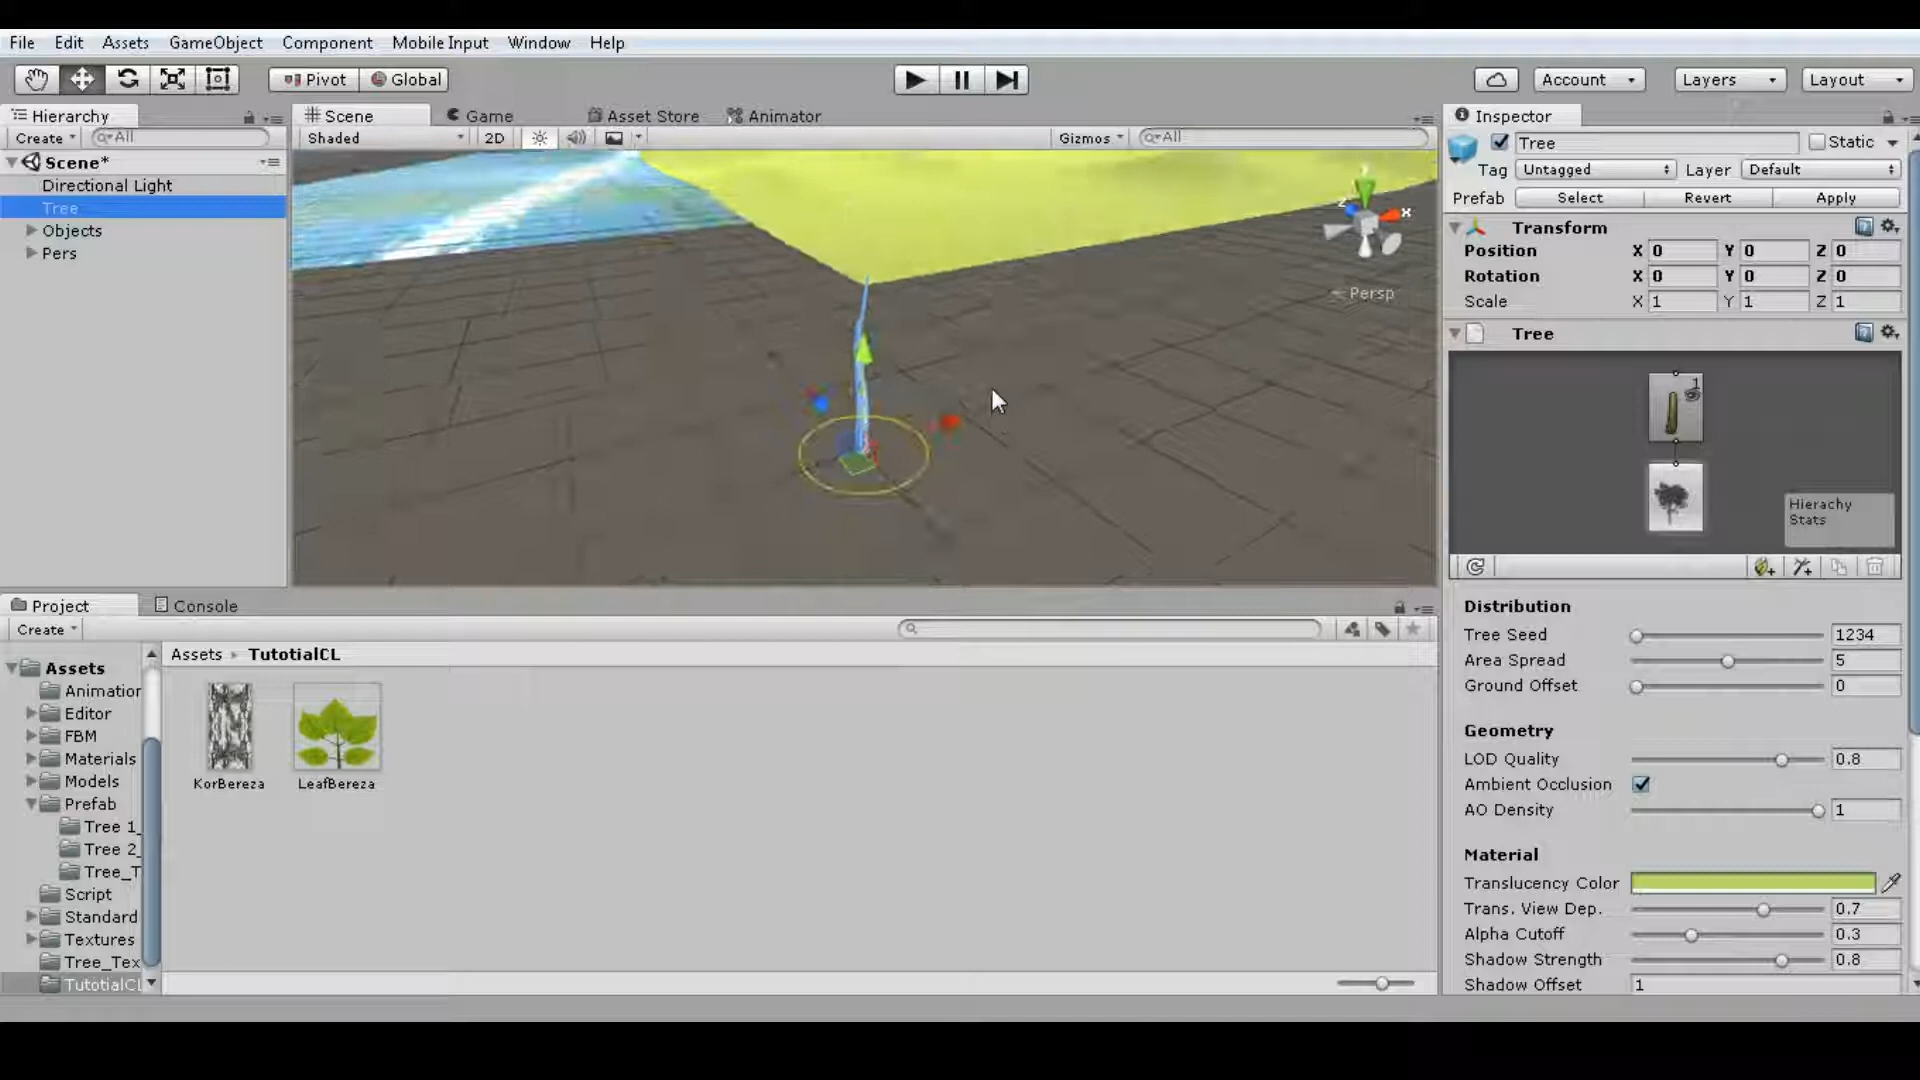 File Edit Assets GameObject Component Mobile Input Window Help
Pivot Global Account Layers Layout
Hierarchy
Create All
Scene*
Directional Light
Tree
Objects
Pers
Scene Game Asset Store Animator
Shaded 2D Gizmos All
z x
Persp
Project Console
Create
Assets
Animation
Editor
FBM
Materials
Models
Prefab
Tree 1_
Tree 2_
Tree_T
Script
Standard
Textures
Tree_Tex
TutotialCL
Assets TutotialCL
KorBereza LeafBereza
Inspector
Tree Static
Tag Untagged Layer Default
Prefab Select Revert Apply
Transform
Position X 0 Y 0 Z 0
Rotation X 0 Y 0 Z 0
Scale X 1 Y 1 Z 1
Tree
1
Hierachy
Stats
Distribution
Tree Seed 1234
Area Spread 5
Ground Offset 0
Geometry
LOD Quality 0.8
Ambient Occlusion
AO Density 1
Material
Translucency Color
Trans. View Dep. 0.7
Alpha Cutoff 0.3
Shadow Strength 0.8
Shadow Offset 1